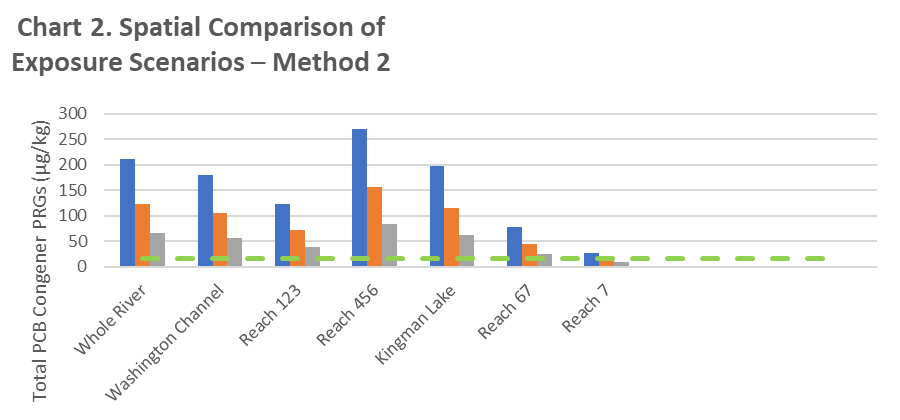 Chart 2. Spatial Comparison of
Exposure Scenarios – Method 2
Total PCB Congener PRGs (µg/kg)
300
250
200
150
100
50
0
Whole River
Washington Channel
Reach 123
Reach 456
Kingman Lake
Reach 67
Reach 7